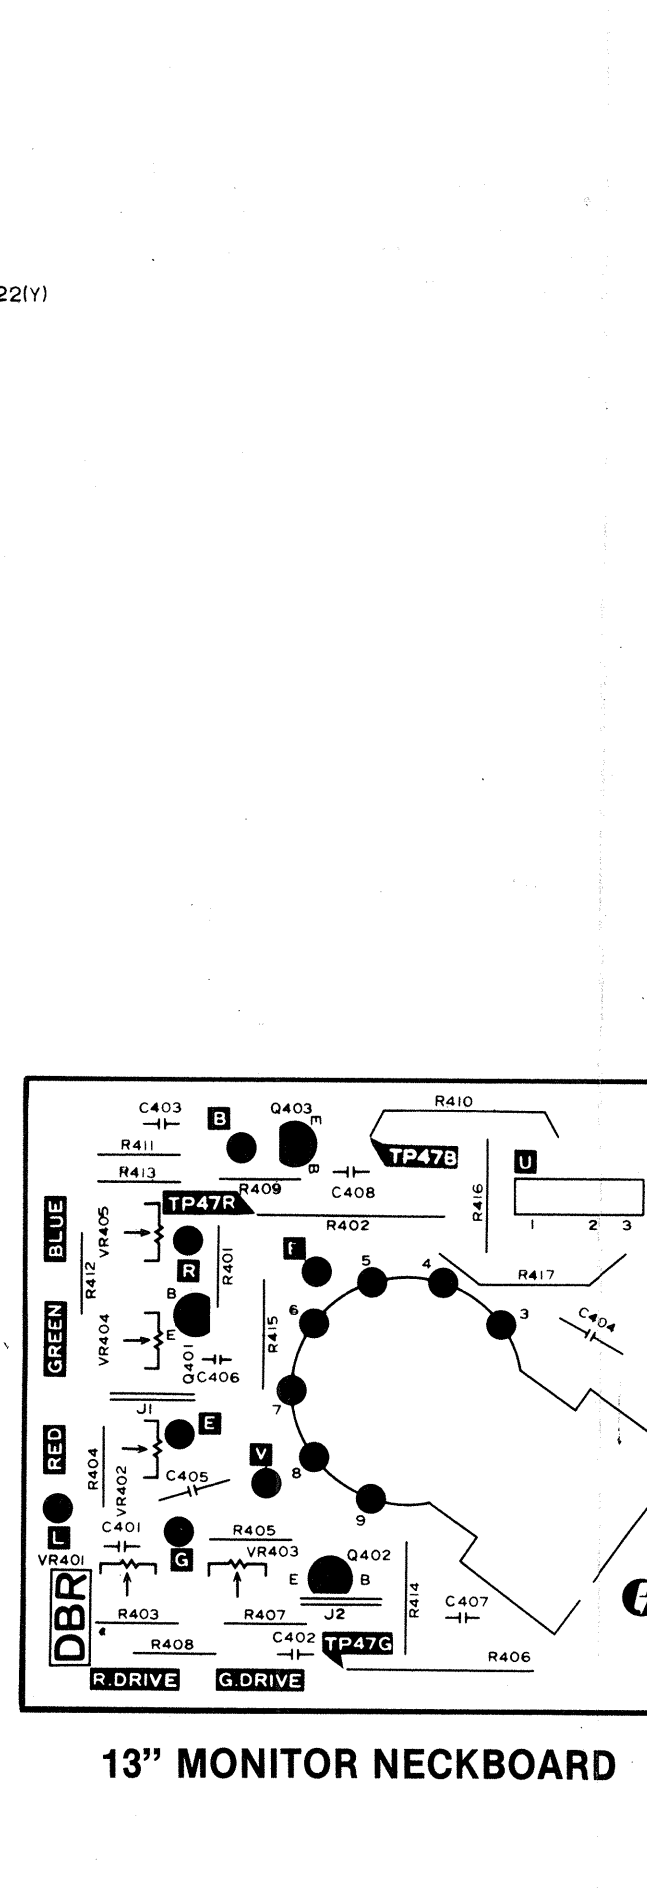 22(Y)
R410
C403 B Q403 E
R411 TP47B U
R413 B
R409 C408
TP47R R416
R402 1 2 3
BLUE VR405 R412 R R401 F 5 4 R417
B R415 6 3 C404
GREEN VR404 E Q401 C406
7
J1
RED R404 VR402 E V
C405 8
9
L C401 G R405
VR401 VR403 Q402
DBR E B R414
R403 R407 J2 C407
R408 C402 TP47G R406
R.DRIVE G.DRIVE
13" MONITOR NECKBOARD